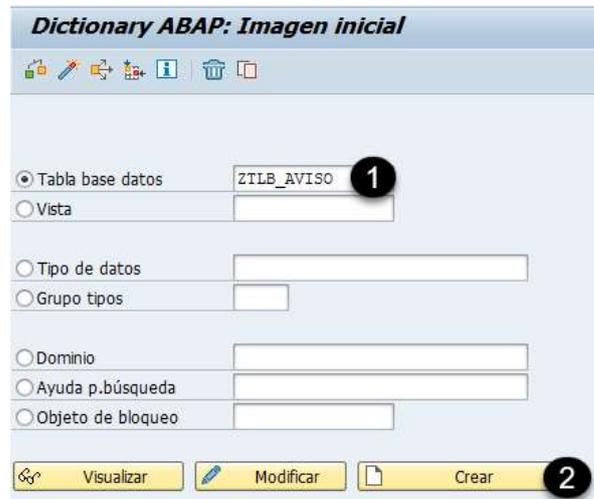 Dictionary ABAP: Imagen inicial
Tabla base datos ZTLB_AVISO 1
Vista
Tipo de datos
Grupo tipos
Dominio
Ayuda p.búsqueda
Objeto de bloqueo
Visualizar Modificar Crear 2